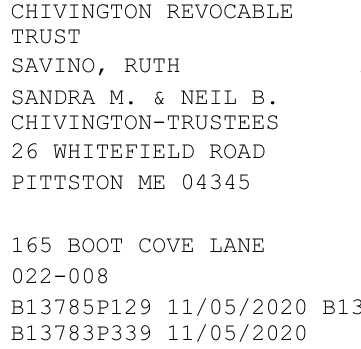 CHIVINGTON REVOCABLE
TRUST
SAVINO, RUTH
SANDRA M. & NEIL B.
CHIVINGTON-TRUSTEES
26 WHITEFIELD ROAD
PITTSTON ME 04345
165 BOOT COVE LANE
022-008
B13785P129 11/05/2020 B13
B13783P339 11/05/2020